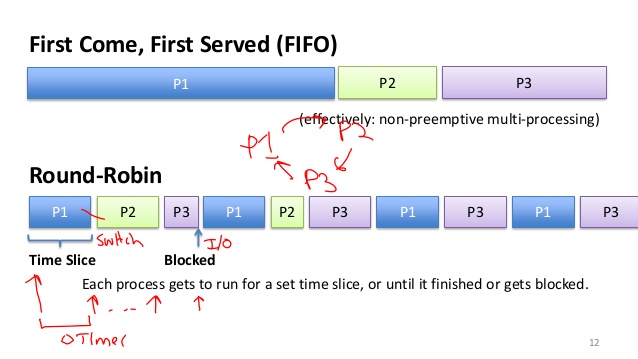 First Come, First Served (FIFO)
P1 P2 P3
(effectively: non-preemptive multi-processing)
P1 P2
P3
Round-Robin
P1 P2 P3 P1 P2 P3 P1 P3 P1 P3
Switch I/O
Time Slice Blocked
Each process gets to run for a set time slice, or until it finished or gets blocked.
Timer
12